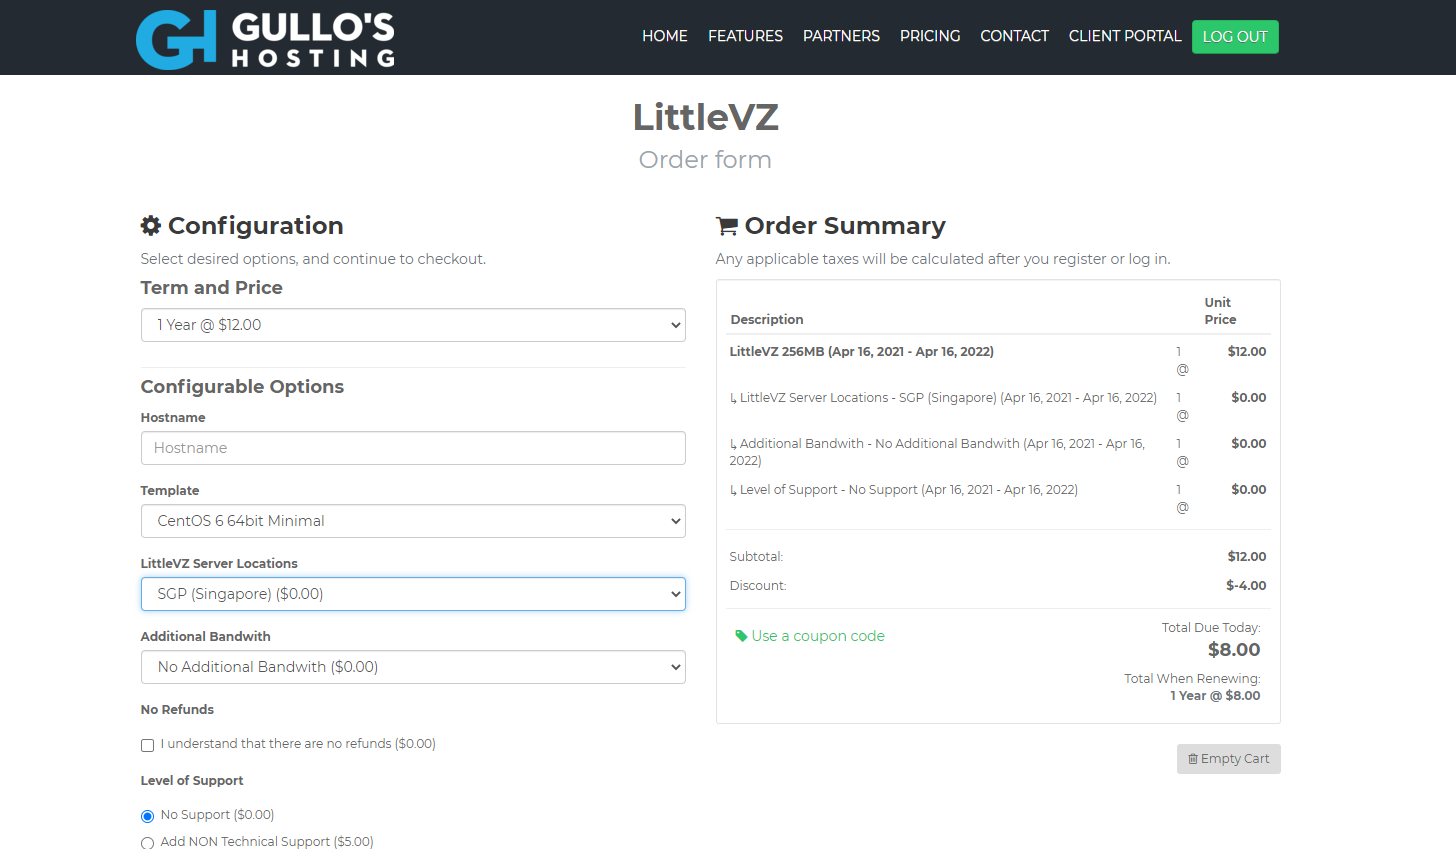 GH GULLO'S
HOSTING
HOME FEATURES PARTNERS PRICING CONTACT CLIENT PORTAL LOG OUT
LittleVZ
Order form
Configuration
Select desired options, and continue to checkout.
Term and Price
1 Year @ $12.00
Configurable Options
Hostname
Hostname
Template
CentOS 6 64bit Minimal
LittleVZ Server Locations
SGP (Singapore) ($0.00)
Additional Bandwith
No Additional Bandwith ($0.00)
No Refunds
I understand that there are no refunds ($0.00)
Level of Support
No Support ($0.00)
Add NON Technical Support ($5.00)
Order Summary
Any applicable taxes will be calculated after you register or log in.
Unit
Description Price
LittleVZ 256MB (Apr 16, 2021 - Apr 16, 2022) 1 $12.00
@
↳ LittleVZ Server Locations - SGP (Singapore) (Apr 16, 2021 - Apr 16, 2022) 1 $0.00
@
↳ Additional Bandwith - No Additional Bandwith (Apr 16, 2021 - Apr 16, 1 $0.00
2022) @
↳ Level of Support - No Support (Apr 16, 2021 - Apr 16, 2022) 1 $0.00
@
Subtotal: $12.00
Discount: $-4.00
Use a coupon code
Total Due Today:
$8.00
Total When Renewing:
1 Year @ $8.00
Empty Cart